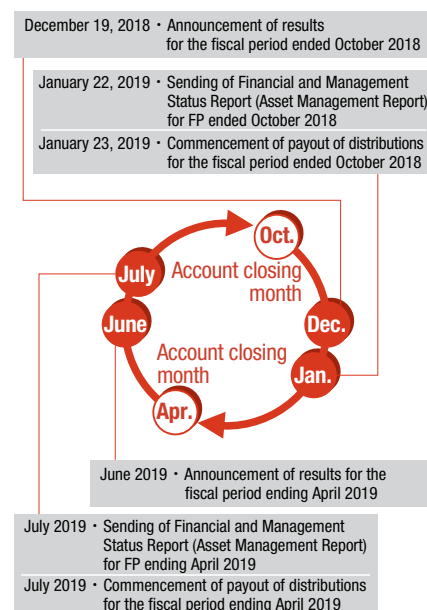 December 19, 2018・Announcement of results
for the fiscal period ended October 2018
January 22, 2019・Sending of Financial and Management
Status Report (Asset Management Report)
for FP ended October 2018
January 23, 2019・Commencement of payout of distributions
for the fiscal period ended October 2018
Oct.
July
Account closing
month
June
Dec.
Account closing
month
Jan.
Apr.
June 2019・Announcement of results for the
fiscal period ending April 2019
July 2019・Sending of Financial and Management
Status Report (Asset Management Report)
for FP ending April 2019
July 2019・Commencement of payout of distributions
for the fiscal period ending April 2019